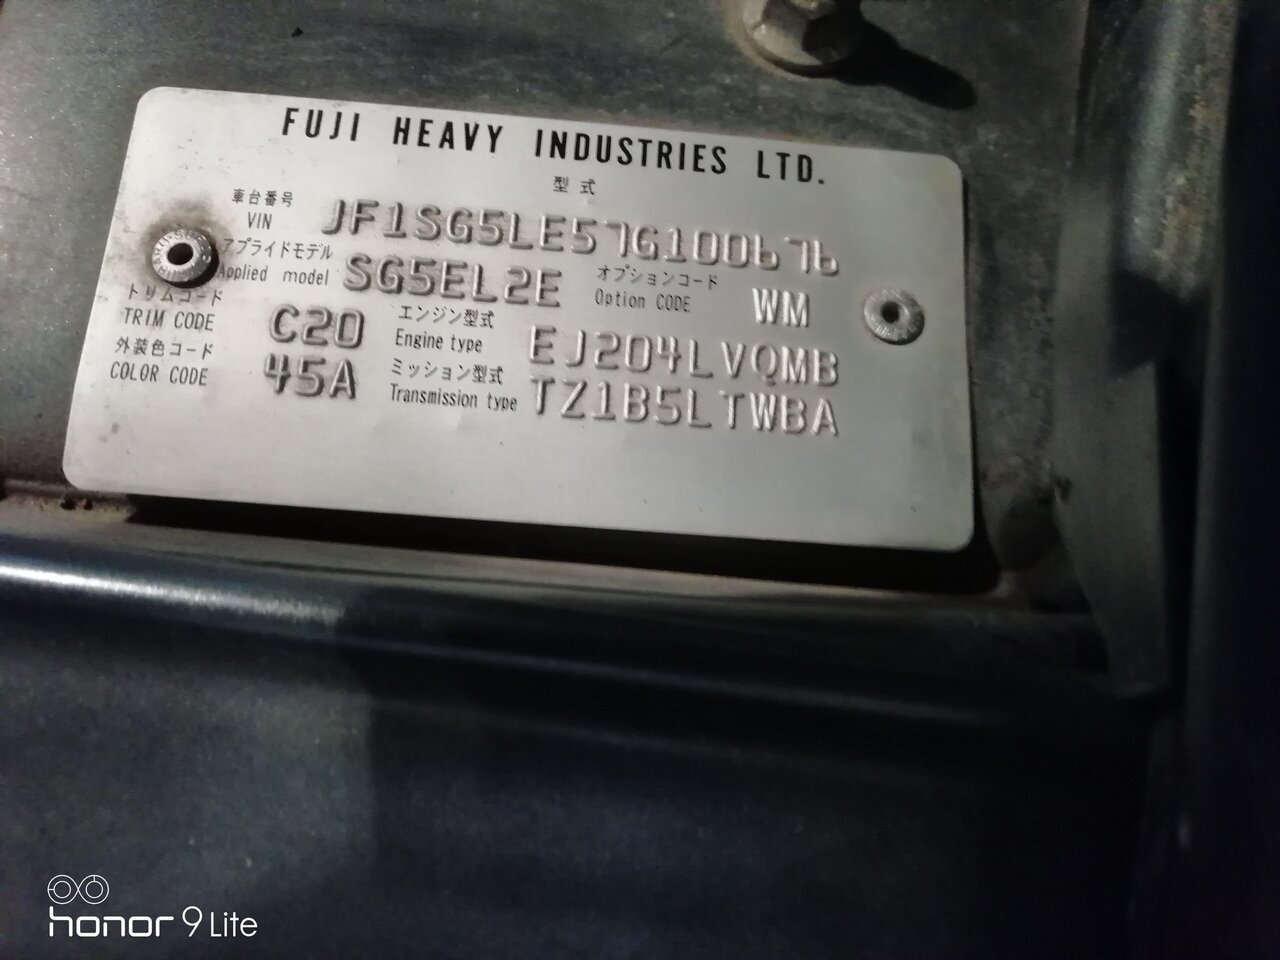 FUJI HEAVY INDUSTRIES LTD.
型式
車台番号
VIN JF1SG5LE57G100676
アプライドモデル
Applied model SG5EL2E オプションコード
Option CODE WM
トリムコード
TRIM CODE C20 エンジン型式
Engine type EJ204LVQMB
外装色コード
COLOR CODE 45A ミッション型式
Transmission type TZ1B5LTWBA
honor 9 Lite